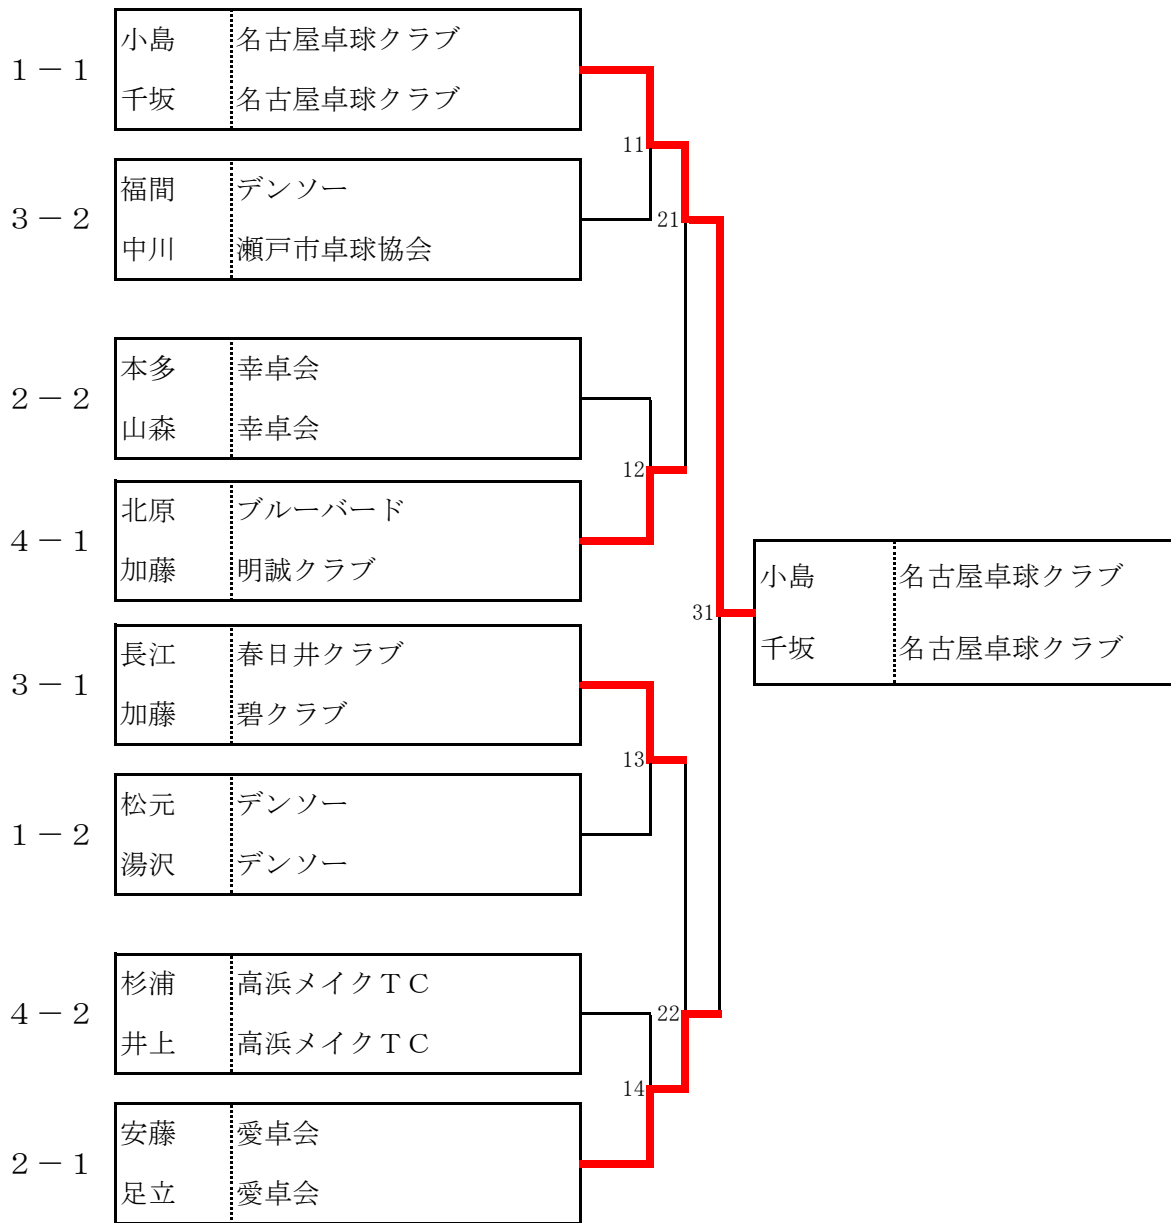 １－１
小島 名古屋卓球クラブ
千坂 名古屋卓球クラブ
11
３－２
福間 デンソー
中川 瀬戸市卓球協会
21
２－２
本多 幸卓会
山森 幸卓会
12
４－１
北原 ブルーバード
加藤 明誠クラブ
31
小島 名古屋卓球クラブ
千坂 名古屋卓球クラブ
３－１
長江 春日井クラブ
加藤 碧クラブ
13
１－２
松元 デンソー
湯沢 デンソー
４－２
杉浦 高浜メイクＴＣ
井上 高浜メイクＴＣ
22
14
２－１
安藤 愛卓会
足立 愛卓会